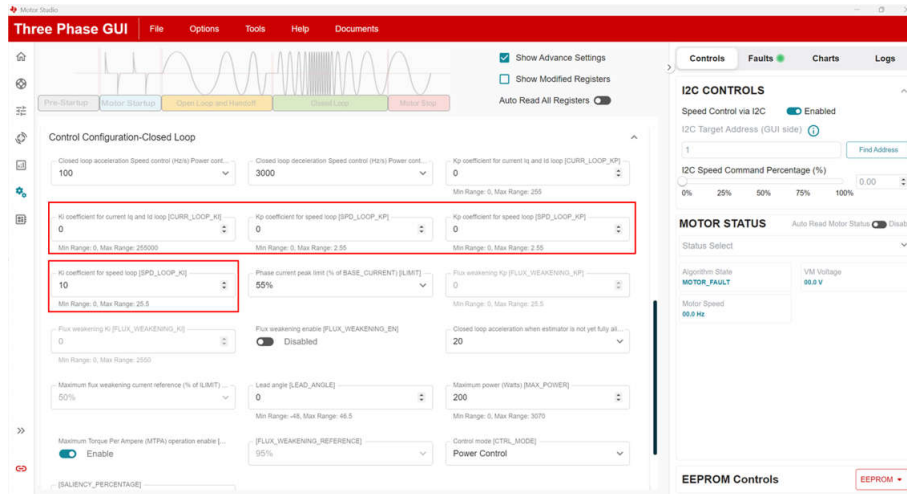 Motor Studio
Three Phase GUI File Options Tools Help Documents
Pre-Startup Motor Startup Open Loop and Handoff Closed Loop Motor Stop
Show Advance Settings
Show Modified Registers
Auto Read All Registers
Control Configuration-Closed Loop
Closed loop acceleration Speed control (Hz/s) Power cont...
100
Closed loop deceleration Speed control (Hz/s) Power cont...
3000
Kp coefficient for current Iq and Id loop [CURR_LOOP_KP]
0
Min Range: 0, Max Range: 255
Ki coefficient for current Iq and Id loop [CURR_LOOP_KI]
0
Min Range: 0, Max Range: 255000
Kp coefficient for speed loop [SPD_LOOP_KP]
0
Min Range: 0, Max Range: 2.55
Kp coefficient for speed loop [SPD_LOOP_KP]
0
Min Range: 0, Max Range: 2.55
Ki coefficient for speed loop [SPD_LOOP_KI]
10
Min Range: 0, Max Range: 25.5
Phase current peak limit (% of BASE_CURRENT) [ILIMIT]
55%
Flux weakening Kp [FLUX_WEAKENING_KP]
0
Min Range: 0, Max Range: 25.5
Flux weakening Ki [FLUX_WEAKENING_KI]
0
Min Range: 0, Max Range: 2550
Flux weakening enable [FLUX_WEAKENING_EN]
Disabled
Closed loop acceleration when estimator is not yet fully ali...
20
Maximum flux weakening current reference (% of ILIMIT) ...
50%
Lead angle [LEAD_ANGLE]
0
Min Range: -48, Max Range: 46.5
Maximum power (Watts) [MAX_POWER]
200
Min Range: 0, Max Range: 3070
Maximum Torque Per Ampere (MTPA) operation enable [...
Enable
[FLUX_WEAKENING_REFERENCE]
95%
Control mode [CTRL_MODE]
Power Control
[SALIENCY_PERCENTAGE]
Controls Faults Charts Logs
I2C CONTROLS
Speed Control via I2C Enabled
I2C Target Address (GUI side)
1
Find Address
I2C Speed Command Percentage (%)
0.00
0% 25% 50% 75% 100%
MOTOR STATUS Auto Read Motor Status Disab
Status Select
Algorithm State
MOTOR_FAULT
VM Voltage
00.0 V
Motor Speed
00.0 Hz
EEPROM Controls EEPROM